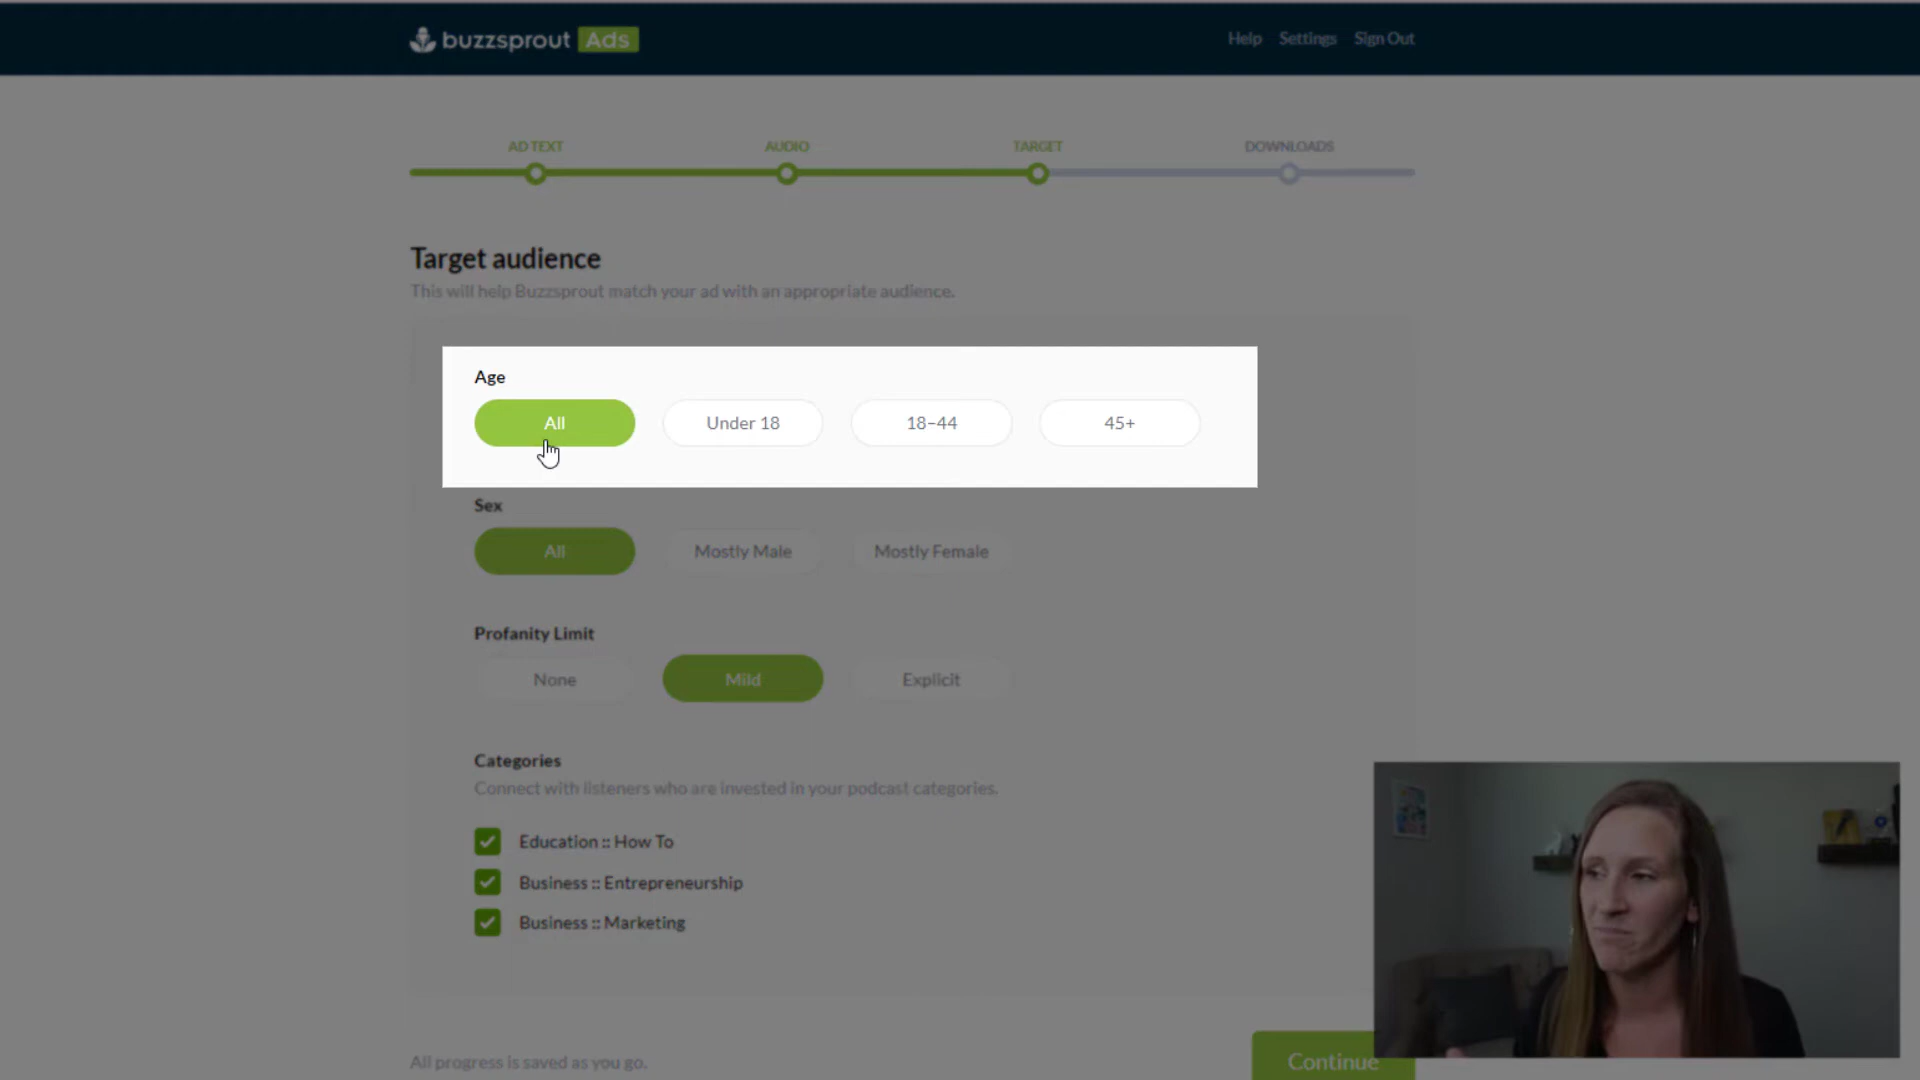 buzzsprout Ads
Help Settings Sign Out
AD TEXT AUDIO TARGET DOWNLOADS
Target audience
This will help Buzzsprout match your ad with an appropriate audience.
Age
All Under 18 18–44 45+
Sex
All Mostly Male Mostly Female
Profanity Limit
None Mild Explicit
Categories
Connect with listeners who are invested in your podcast categories.
Education :: How To
Business :: Entrepreneurship
Business :: Marketing
All progress is saved as you go.
Continue